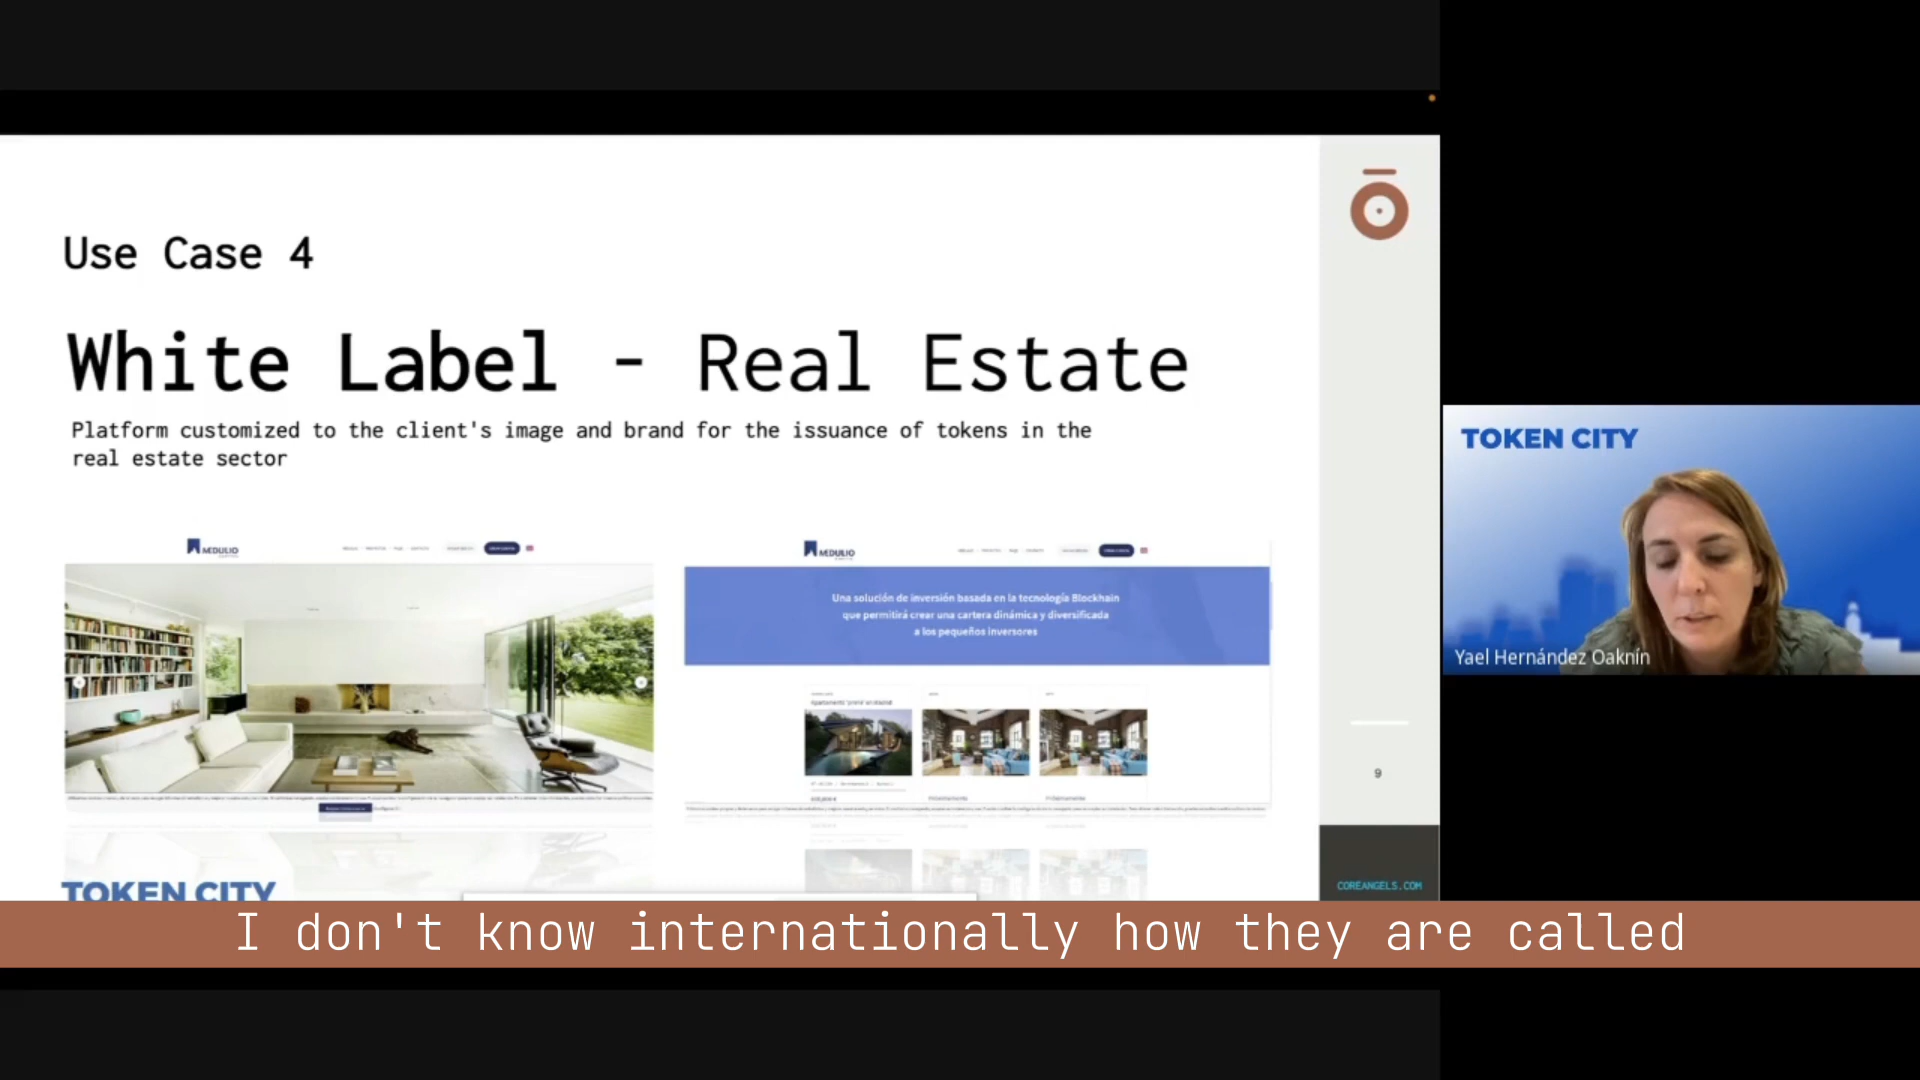 Use Case 4
White Label - Real Estate
Platform customized to the client's image and brand for the issuance of tokens in the
real estate sector
MEDULIO
MEDULIO
Una solución de inversión basada en la tecnología Blockhain
que permitirá crear una cartera dinámica y diversificada
a los pequeños inversores
TOKEN CITY
9
COREANGELS.COM
TOKEN CITY
Yael Hernández Oaknín
I don't know internationally how they are called